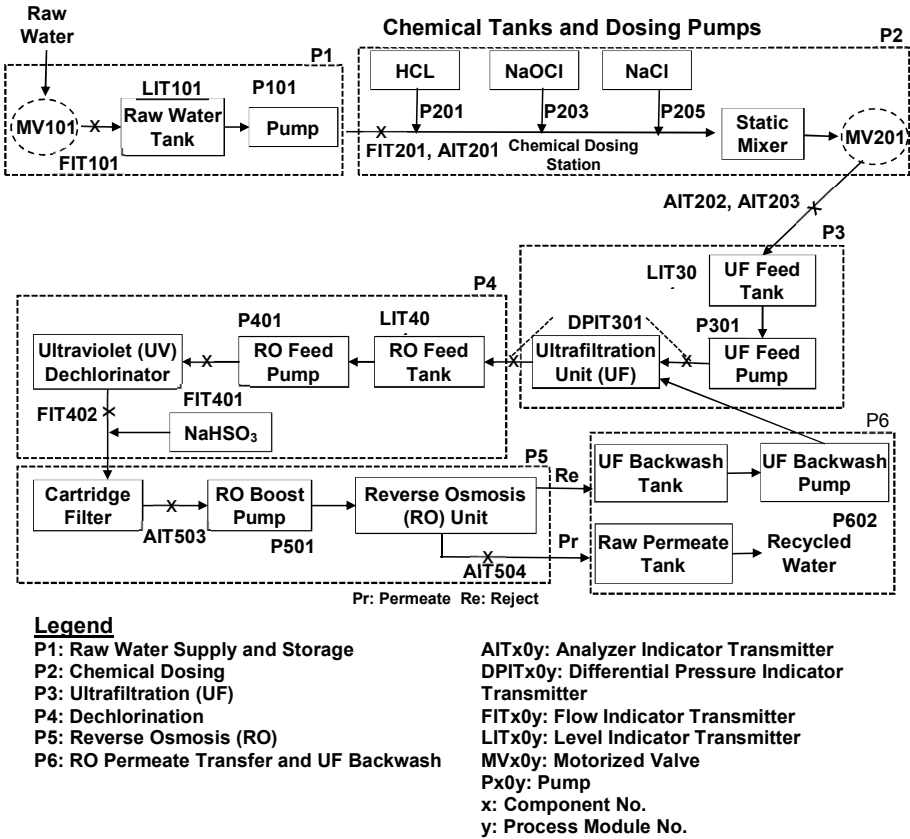 Raw
Water
Chemical Tanks and Dosing Pumps
P2
P1
LIT101
P101
HCL
NaOCl
NaCl
P201
P203
P205
MV101
Raw Water
Tank
Pump
Static
Mixer
MV201
FIT101
FIT201, AIT201
Chemical Dosing
Station
AIT202, AIT203
P3
LIT30
UF Feed
Tank
P4
P401
LIT40
DPIT301
P301
Ultraviolet (UV)
Dechlorinator
RO Feed
Pump
RO Feed
Tank
Ultrafiltration
Unit (UF)
UF Feed
Pump
FIT401
FIT402
NaHSO3
P6
P5
Re
UF Backwash
Tank
UF Backwash
Pump
Cartridge
Filter
RO Boost
Pump
Reverse Osmosis
(RO) Unit
AIT503
P501
P602
Pr
Raw Permeate
Tank
Recycled
Water
AIT504
Pr: Permeate Re: Reject
Legend
P1: Raw Water Supply and Storage
P2: Chemical Dosing
P3: Ultrafiltration (UF)
P4: Dechlorination
P5: Reverse Osmosis (RO)
P6: RO Permeate Transfer and UF Backwash
AITx0y: Analyzer Indicator Transmitter
DPITx0y: Differential Pressure Indicator
Transmitter
FITx0y: Flow Indicator Transmitter
LITx0y: Level Indicator Transmitter
MVx0y: Motorized Valve
Px0y: Pump
x: Component No.
y: Process Module No.